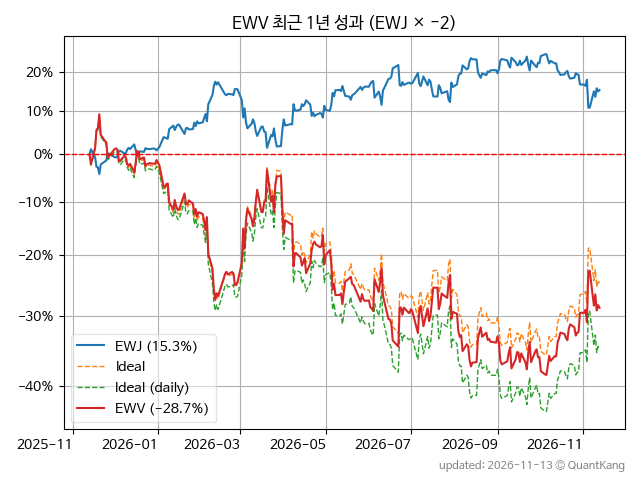 EWV 최근 1년 성과 (EWJ × −2)
20%
10%
0%
−10%
−20%
−30%
−40%
EWJ (15.3%)
Ideal
Ideal (daily)
EWV (−28.7%)
2025−11
2026−01
2026−03
2026−05
2026−07
2026−09
2026−11
updated: 2026−11−13 © QuantKang